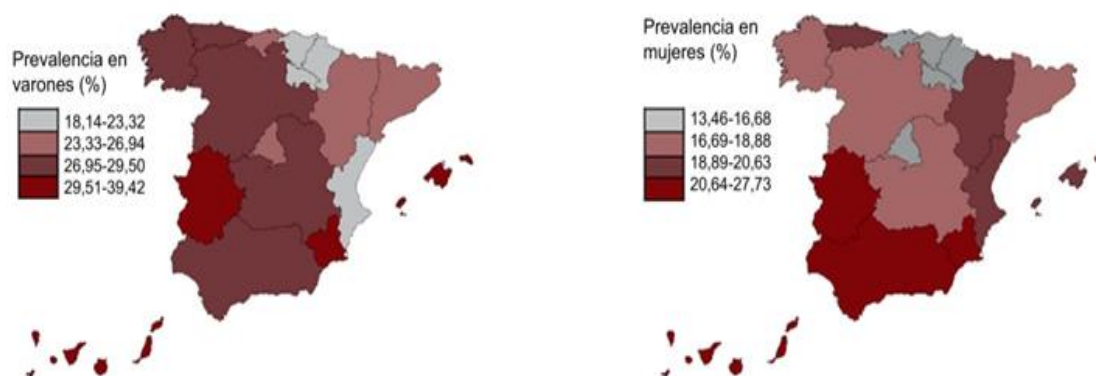 Prevalencia en
varones (%)
18,14-23,32
23,33-26,94
26,95-29,50
29,51-39,42
Prevalencia en
mujeres (%)
13,46-16,68
16,69-18,88
18,89-20,63
20,64-27,73